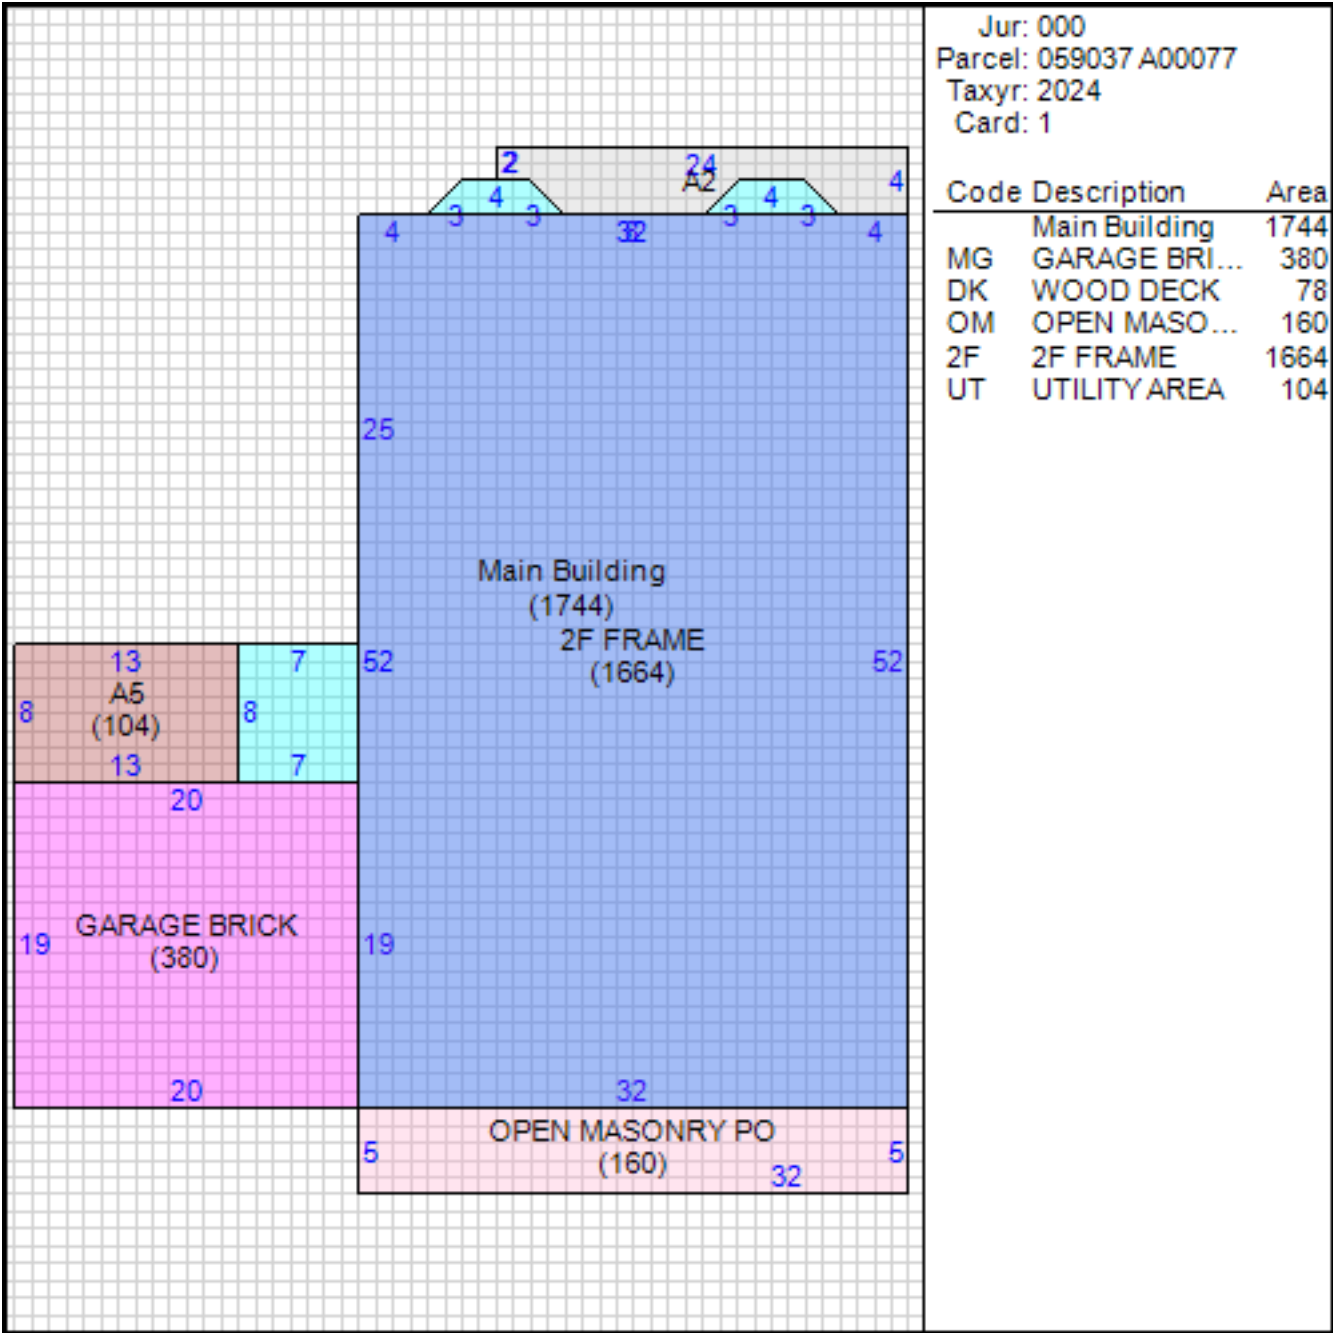 Jur: 000
Parcel: 059037 A00077
Taxyr: 2024
Card: 1
Code Description Area
Main Building 1744
MG GARAGE BRI... 380
DK WOOD DECK 78
OM OPEN MASO... 160
2F 2F FRAME 1664
UT UTILITY AREA 104
2 24
A2 4
4 4
3 3 3 3
4 32 4
25
Main Building
(1744)
2F FRAME
(1664)
13 7 52 52
A5
8 8
(104)
13 7
20
GARAGE BRICK
19 19
(380)
20 32
OPEN MASONRY PO
5 5
(160)
32